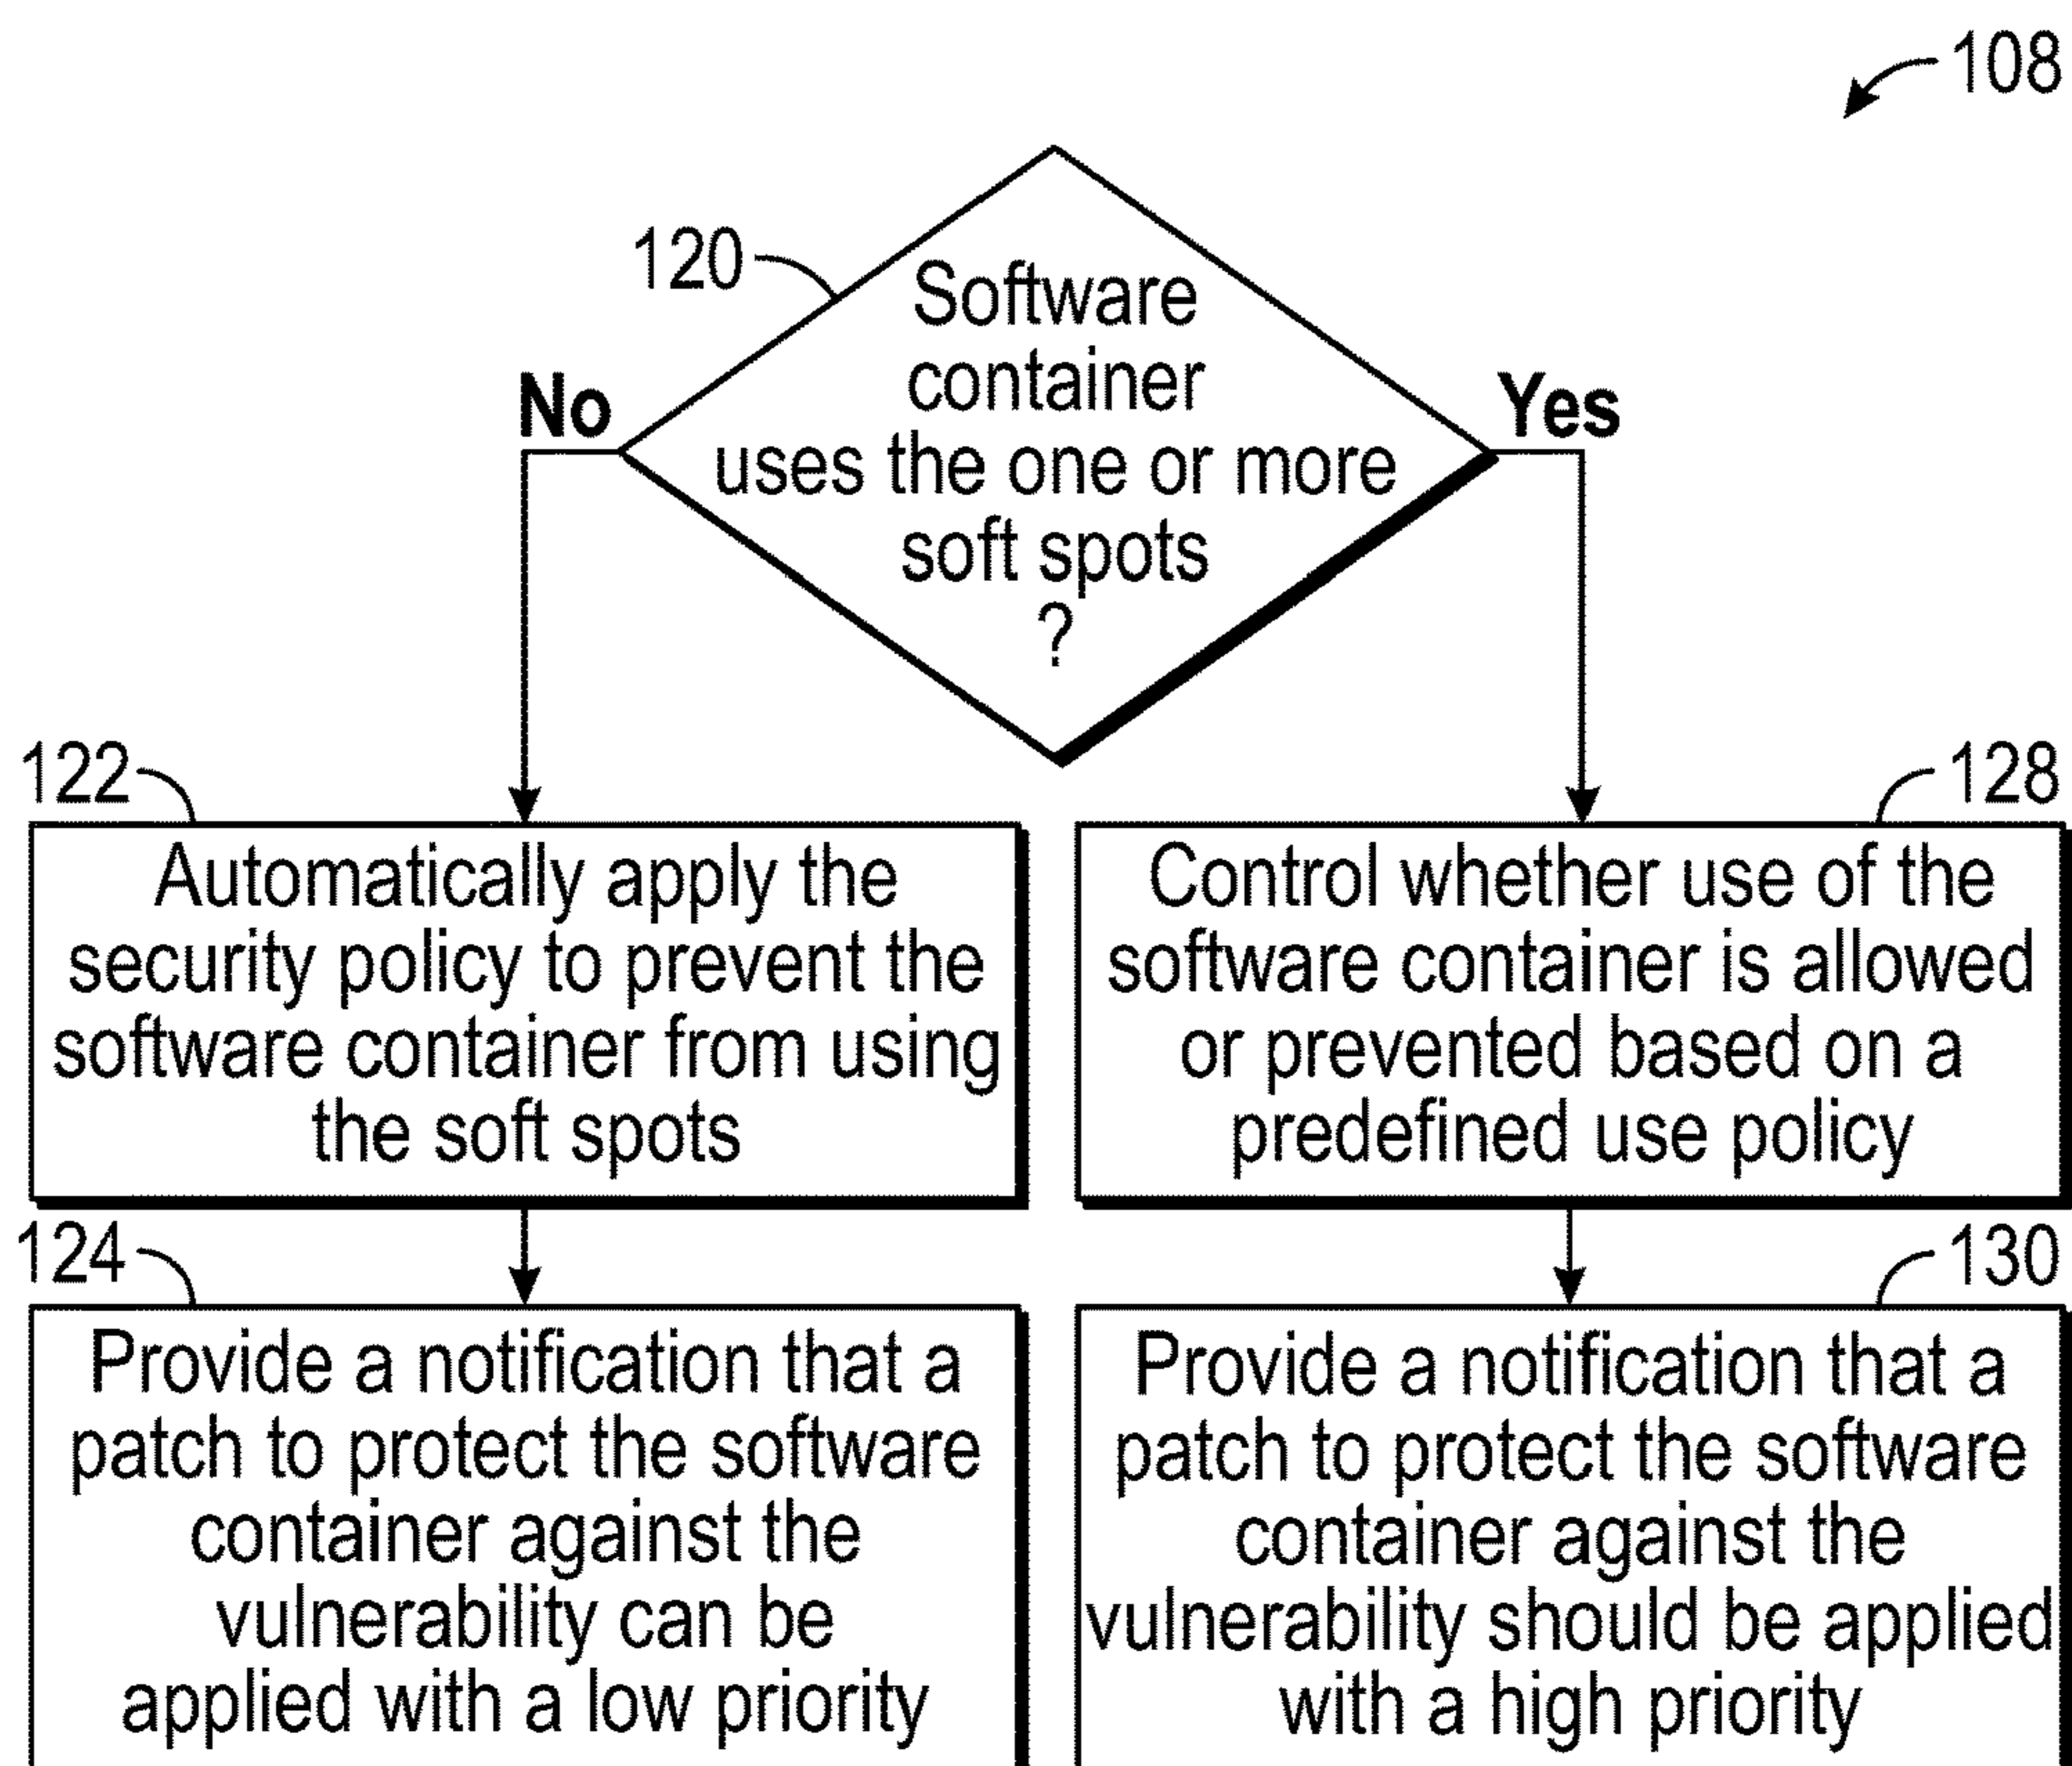 108
120
Software
container
uses the one or more
soft spots
?
No
Yes
122
Automatically apply the
security policy to prevent the
software container from using
the soft spots
128
Control whether use of the
software container is allowed
or prevented based on a
predefined use policy
124
Provide a notification that a
patch to protect the software
container against the
vulnerability can be
applied with a low priority
130
Provide a notification that a
patch to protect the software
container against the
vulnerability should be applied
with a high priority